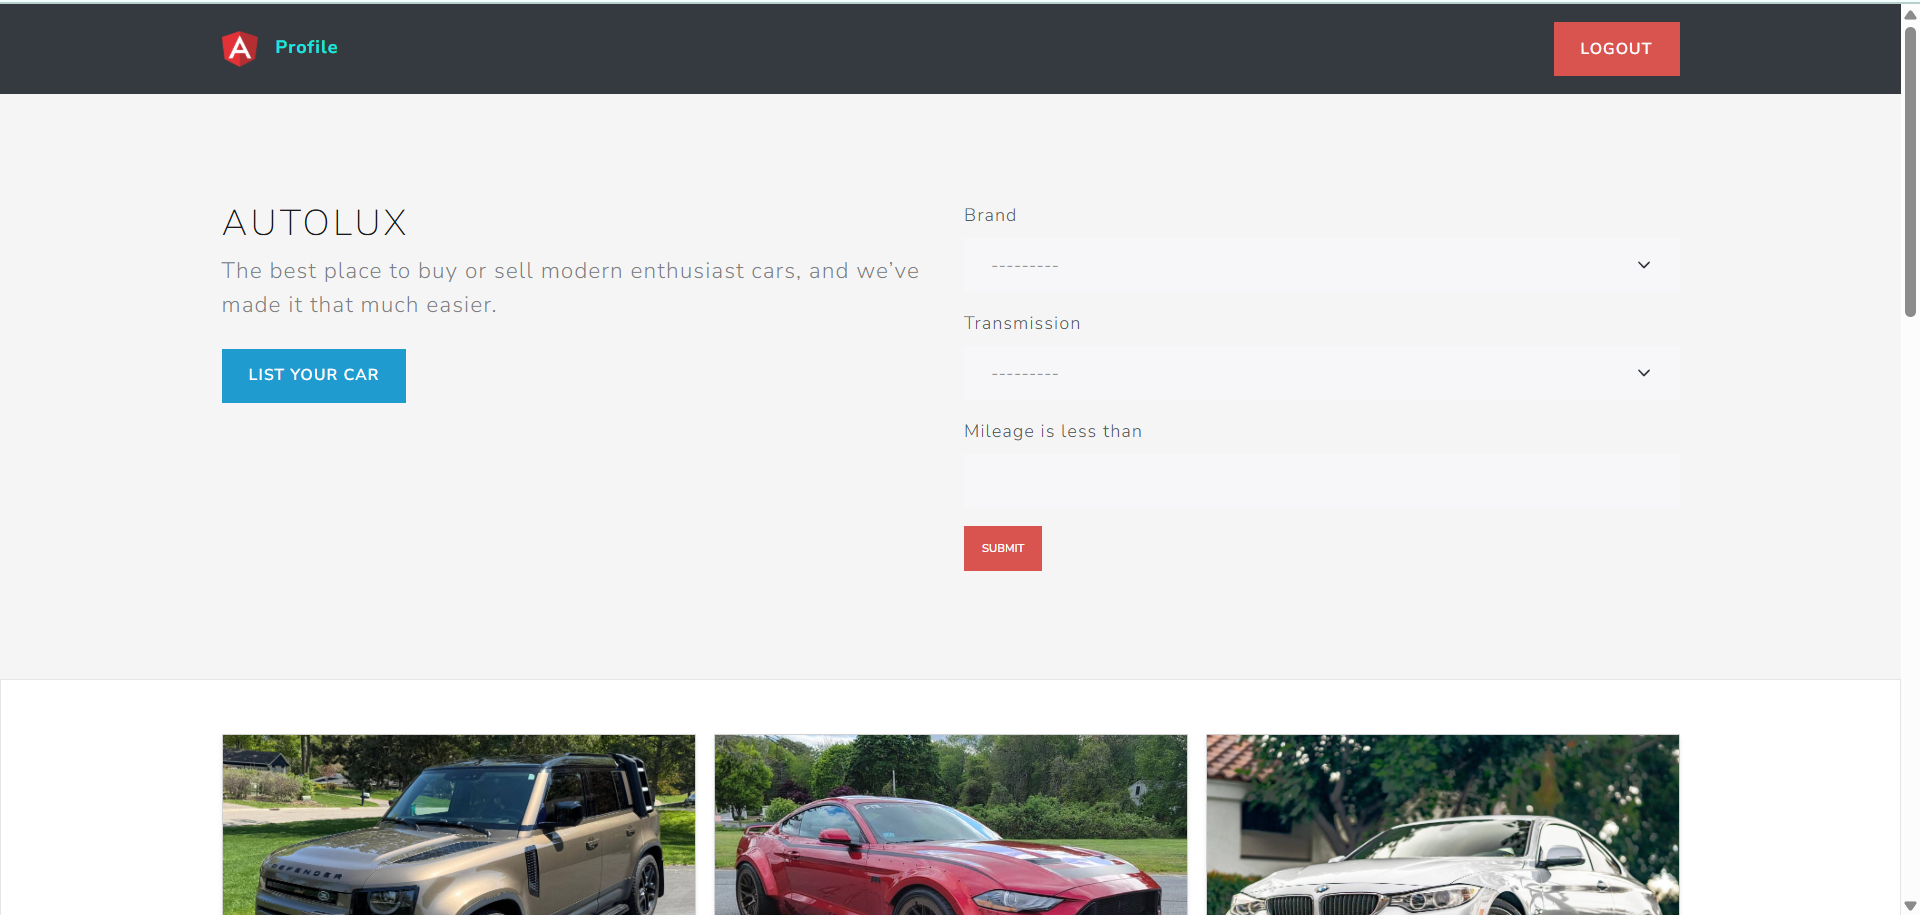 Profile
LOGOUT
AUTOLUX
The best place to buy or sell modern enthusiast cars, and we’ve
made it that much easier.
LIST YOUR CAR
Brand
---------
Transmission
---------
Mileage is less than
SUBMIT
DEFENDER